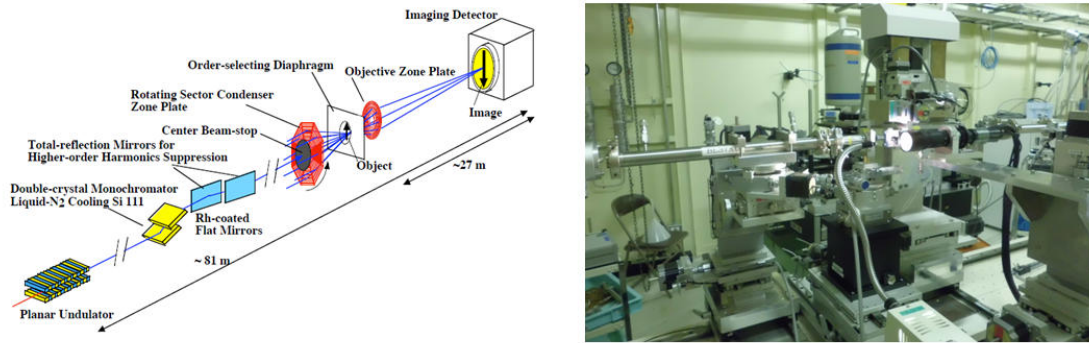 Imaging Detector
Order-selecting Diaphragm
Objective Zone Plate
Rotating Sector Condenser
Zone Plate
Image
Center Beam-stop
Total-reflection Mirrors for
Higher-order Harmonics Suppression
Object
~27 m
Double-crystal Monochromator
Liquid-N2 Cooling Si 111
Rh-coated
Flat Mirrors
~ 81 m
Planar Undulator